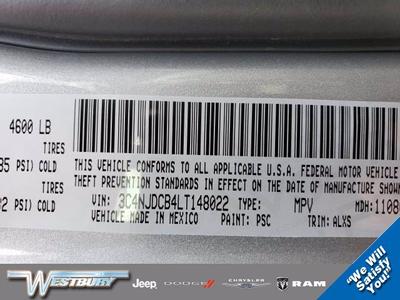 4600 LB
TIRES
85 PSI) COLD
THIS VEHICLE CONFORMS TO ALL APPLICABLE U.S.A. FEDERAL MOTOR VEHICLE
THEFT PREVENTION STANDARDS IN EFFECT ON THE DATE OF MANUFACTURE SHOWN
TIRES
PSI) COLD
VIN: 3C4NJDCB4LT148022 TYPE: MPV MDH: 1108
VEHICLE MADE IN MEXICO PAINT: PSC TRIM: ALXS
WESTBURY Jeep DODGE CHRYSLER RAM
"We Will
Satisfy
You!"